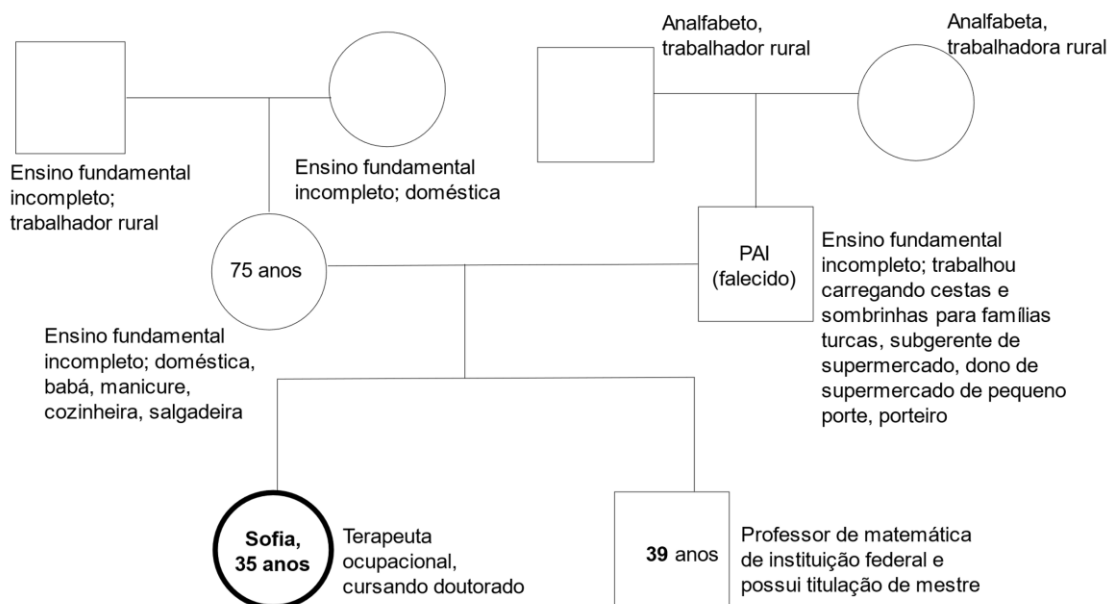 Analfabeto,
trabalhador rural
Analfabeta,
trabalhadora rural
Ensino fundamental
incompleto;
trabalhador rural
Ensino fundamental
incompleto; doméstica
75 anos
Ensino fundamental
incompleto; doméstica,
babá, manicure,
cozinheira, salgadeira
PAI
(falecido)
Ensino fundamental
incompleto; trabalhou
carregando cestas e
sombrinhas para famílias
turcas, subgerente de
supermercado, dono de
supermercado de pequeno
porte, porteiro
Sofia,
35 anos
Terapeuta
ocupacional,
cursando doutorado
39 anos
Professor de matemática
de instituição federal e
possui titulação de mestre